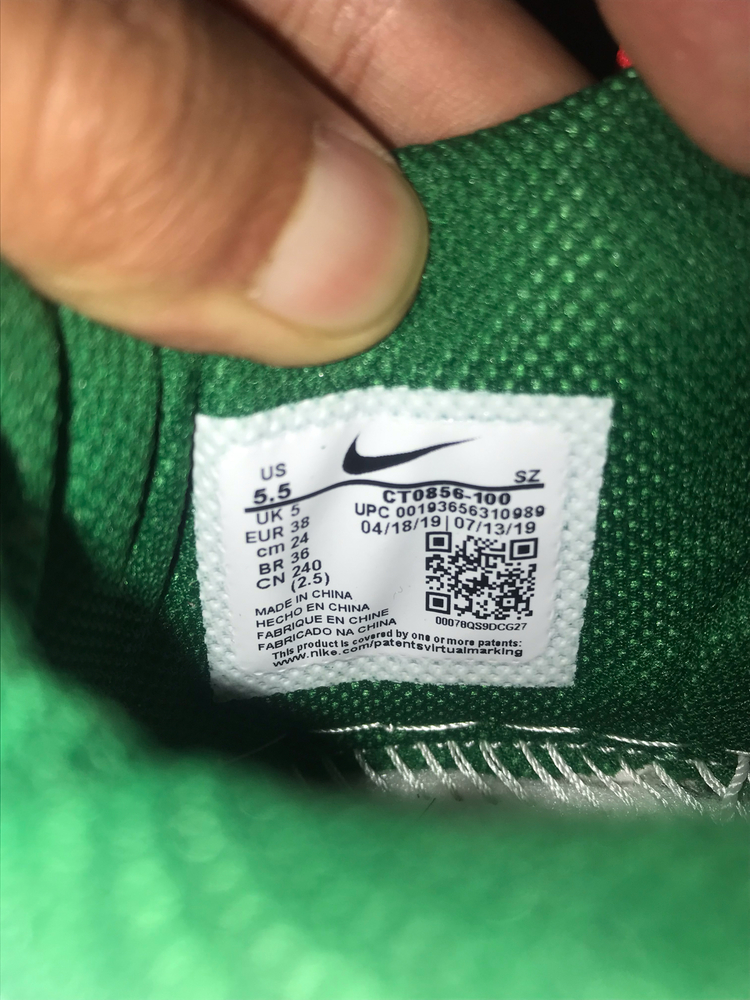 US
5.5
SZ
CT0856-100
UPC 00193656310989
04/18/19 | 07/13/19
UK 5
EUR 38
cm 24
BR 36
CN 240
(2.5)
00078QS9DCG27
MADE IN CHINA
HECHO EN CHINA
FABRIQUE EN CHINE
FABRICADO NA CHINA
This product is covered by one or more patents:
www.nike.com/patentsvirtualmarking